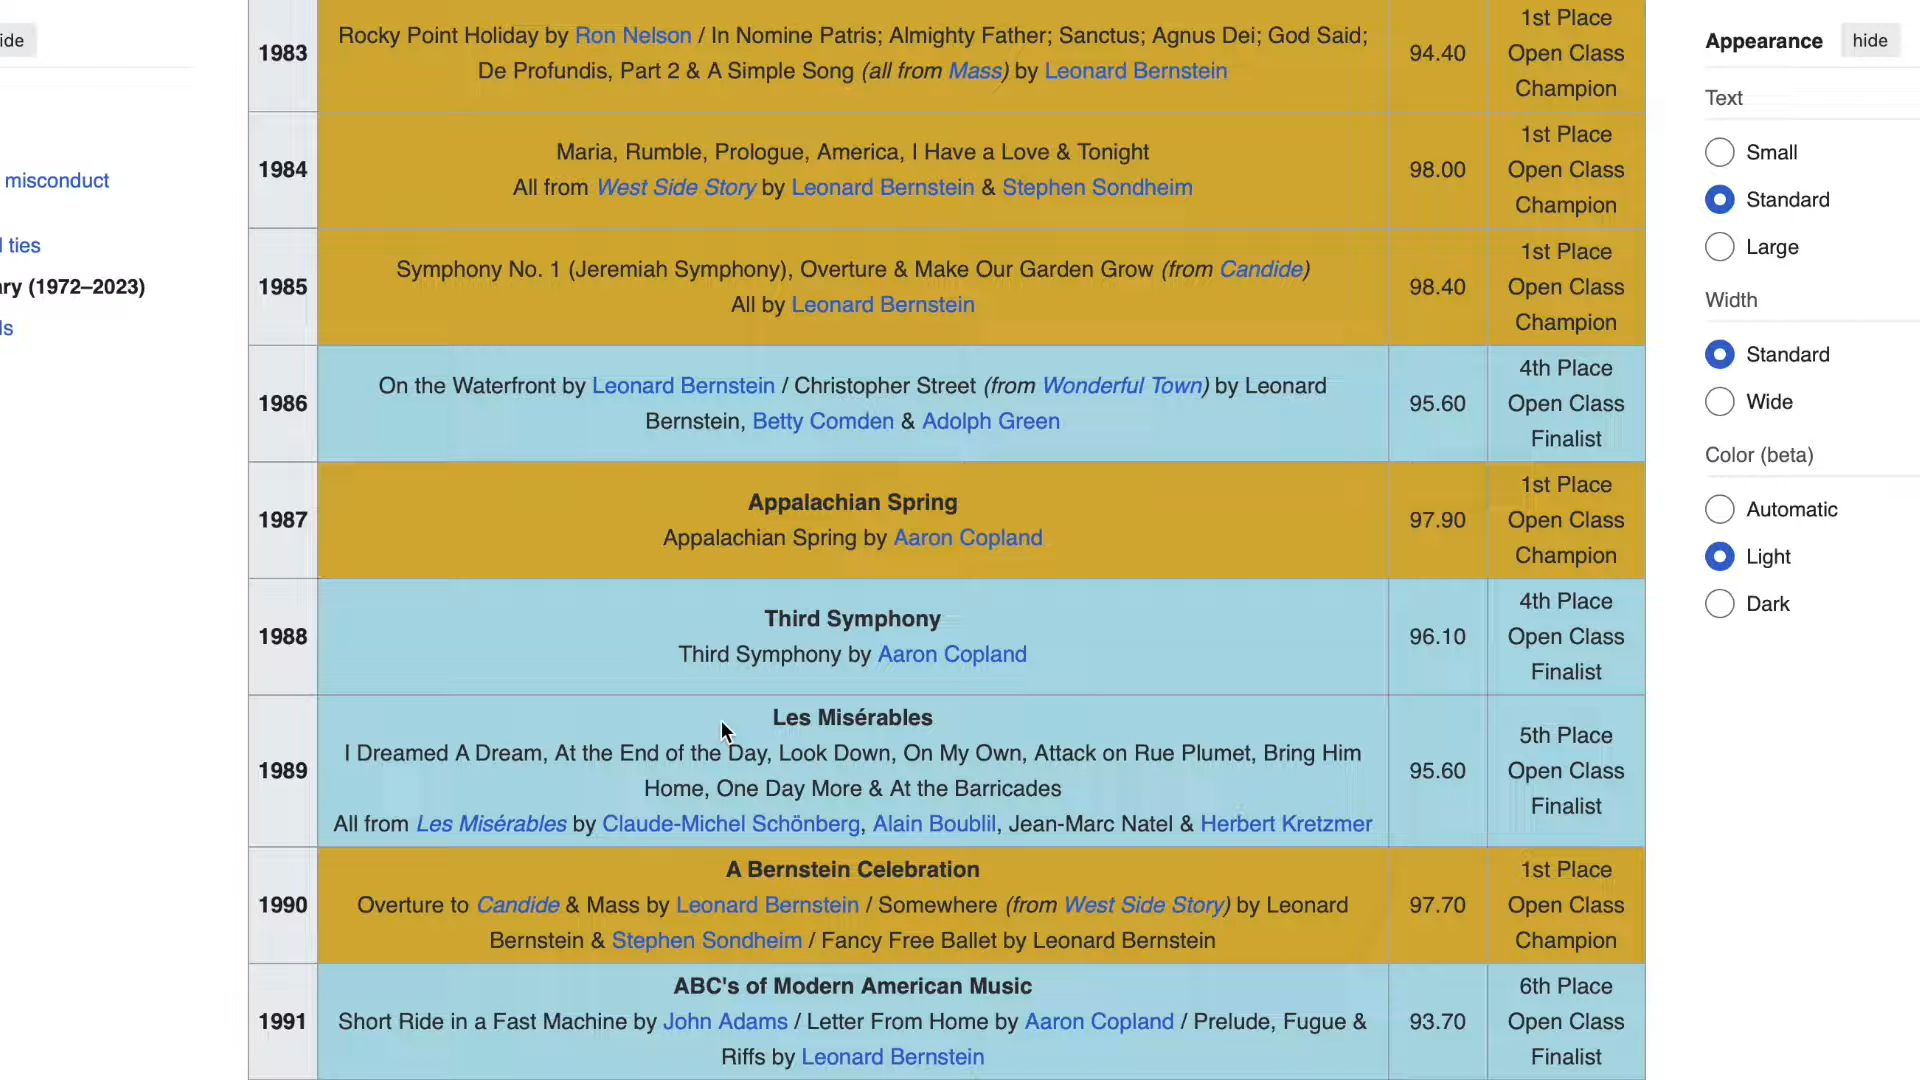 ide
misconduct
ties
ary (1972–2023)
ls
1983
Rocky Point Holiday by Ron Nelson / In Nomine Patris; Almighty Father; Sanctus; Agnus Dei; God Said;
De Profundis, Part 2 & A Simple Song (all from Mass) by Leonard Bernstein
94.40
1st Place
Open Class
Champion
1984
Maria, Rumble, Prologue, America, I Have a Love & Tonight
All from West Side Story by Leonard Bernstein & Stephen Sondheim
98.00
1st Place
Open Class
Champion
1985
Symphony No. 1 (Jeremiah Symphony), Overture & Make Our Garden Grow (from Candide)
All by Leonard Bernstein
98.40
1st Place
Open Class
Champion
1986
On the Waterfront by Leonard Bernstein / Christopher Street (from Wonderful Town) by Leonard
Bernstein, Betty Comden & Adolph Green
95.60
4th Place
Open Class
Finalist
1987
Appalachian Spring
Appalachian Spring by Aaron Copland
97.90
1st Place
Open Class
Champion
1988
Third Symphony
Third Symphony by Aaron Copland
96.10
4th Place
Open Class
Finalist
1989
Les Misérables
I Dreamed A Dream, At the End of the Day, Look Down, On My Own, Attack on Rue Plumet, Bring Him
Home, One Day More & At the Barricades
All from Les Misérables by Claude-Michel Schönberg, Alain Boublil, Jean-Marc Natel & Herbert Kretzmer
95.60
5th Place
Open Class
Finalist
1990
A Bernstein Celebration
Overture to Candide & Mass by Leonard Bernstein / Somewhere (from West Side Story) by Leonard
Bernstein & Stephen Sondheim / Fancy Free Ballet by Leonard Bernstein
97.70
1st Place
Open Class
Champion
1991
ABC's of Modern American Music
Short Ride in a Fast Machine by John Adams / Letter From Home by Aaron Copland / Prelude, Fugue &
Riffs by Leonard Bernstein
93.70
6th Place
Open Class
Finalist
Appearance hide
Text
Small
Standard
Large
Width
Standard
Wide
Color (beta)
Automatic
Light
Dark